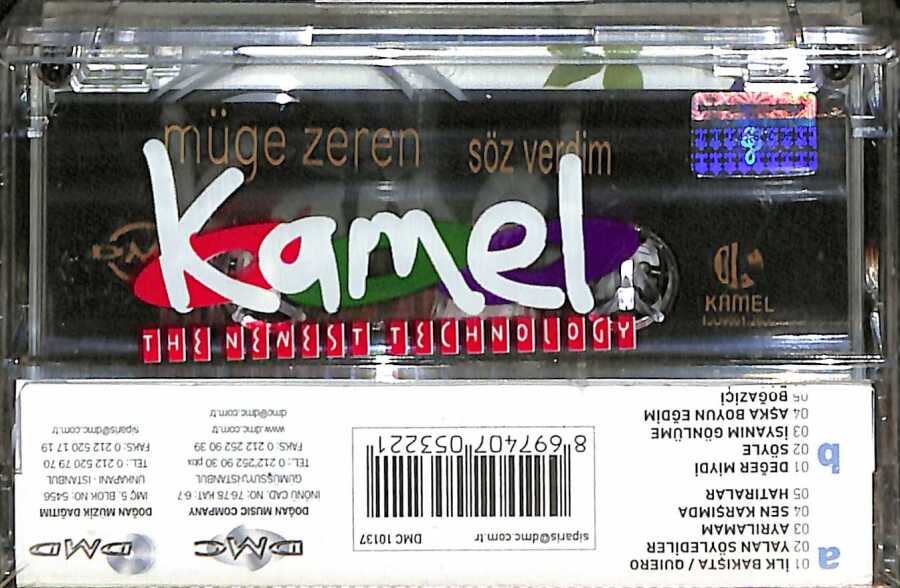 müge zeren
söz verdim
Kamel
THE NEWEST TECHNOLOGY
DMC
KAMEL
8
a
01 İLK BAKIŞTA / QUIERO
02 YALAN SÖYLEDİLER
03 AYRILAMAM
04 SEN KARŞIMDA
05 HATIRALAR
b
01 DEĞER MİYDİ
02 SÖYLE
03 İSYANIM GÖNLÜME
04 AŞKA BOYUN EĞDİM
05 BOĞAZİÇİ
siparis@dmc.com.tr
DMC 10137
8 697407 053221
DMC
DOĞAN MUSIC COMPANY
INÖNÜ CAD. NO: 76-78 KAT: 6-7
GÜMÜŞSUYU-İSTANBUL
TEL.: 0 212 252 90 30 pbx
FAKS: 0 212 252 90 39
www.dmc.com.tr
dmc@dmc.com.tr
DMC
DOĞAN MÜZİK DAĞITIM
IMÇ 5. BLOK NO: 5456
UNKAPANI - İSTANBUL
TEL.: 0 212 520 79 70
FAKS: 0 212 520 17 19
siparis@dmc.com.tr